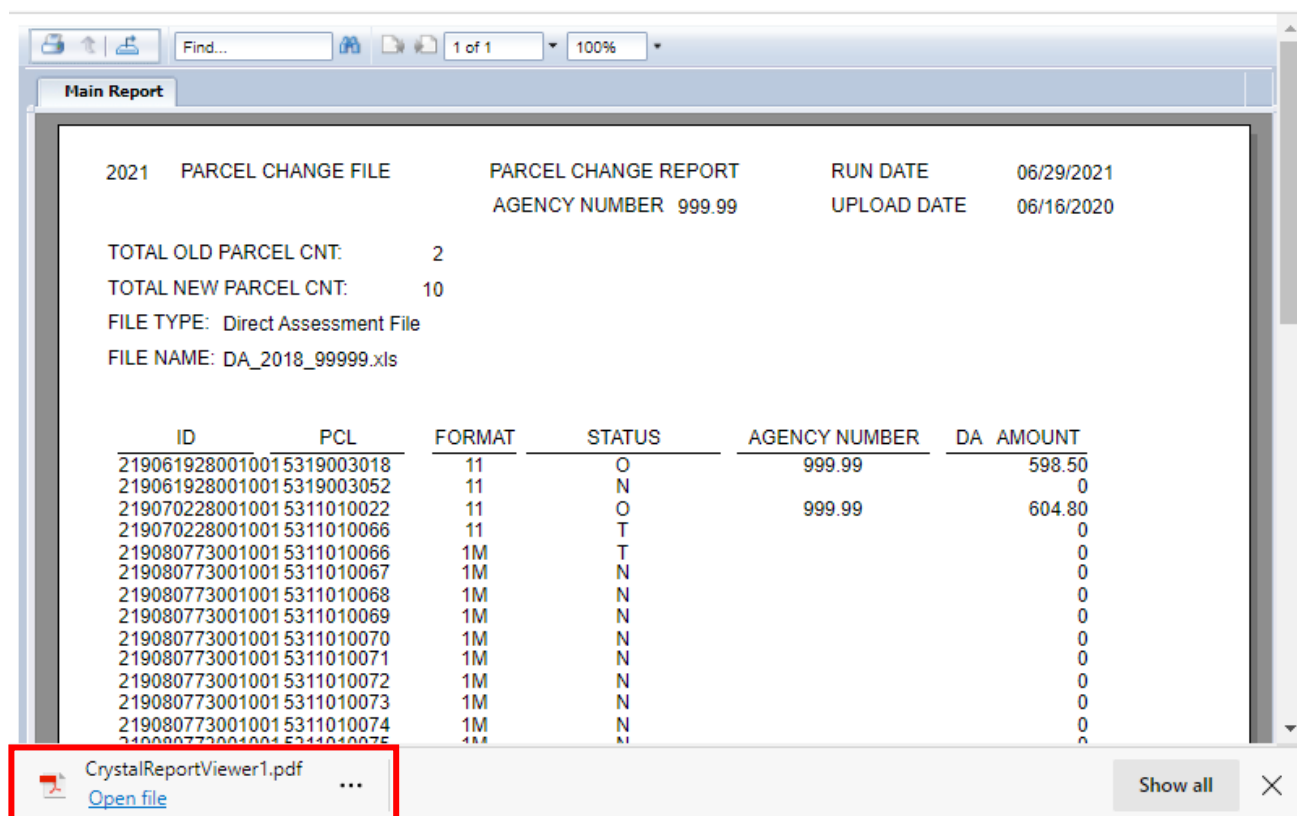 Find... 1 of 1 100%
Main Report
2021 PARCEL CHANGE FILE PARCEL CHANGE REPORT RUN DATE 06/29/2021
AGENCY NUMBER 999.99 UPLOAD DATE 06/16/2020
TOTAL OLD PARCEL CNT: 2
TOTAL NEW PARCEL CNT: 10
FILE TYPE: Direct Assessment File
FILE NAME: DA_2018_99999.xls
ID PCL FORMAT STATUS AGENCY NUMBER DA AMOUNT
219061928001001 5319003018 11 O 999.99 598.50
219061928001001 5319003052 11 N 0
219070228001001 5311010022 11 O 999.99 604.80
219070228001001 5311010066 11 T 0
219080773001001 5311010066 1M T 0
219080773001001 5311010067 1M N 0
219080773001001 5311010068 1M N 0
219080773001001 5311010069 1M N 0
219080773001001 5311010070 1M N 0
219080773001001 5311010071 1M N 0
219080773001001 5311010072 1M N 0
219080773001001 5311010073 1M N 0
219080773001001 5311010074 1M N 0
CrystalReportViewer1.pdf ...
Open file
Show all